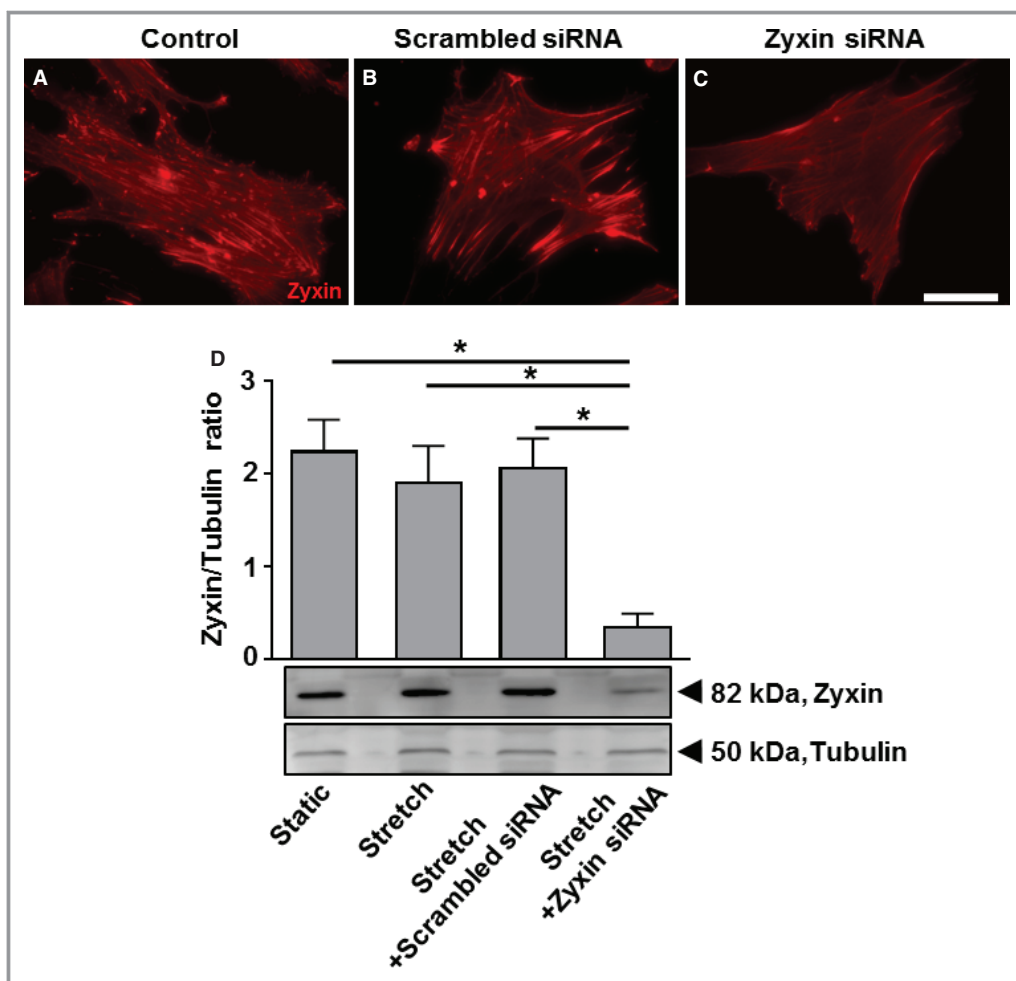 Control Scrambled siRNA Zyxin siRNA
A B C
Zyxin
D
*
*
*
Zyxin/Tubulin ratio
3
2
1
0
82 kDa, Zyxin
50 kDa, Tubulin
Static
Stretch
Stretch
+Scrambled siRNA
Stretch
+Zyxin siRNA